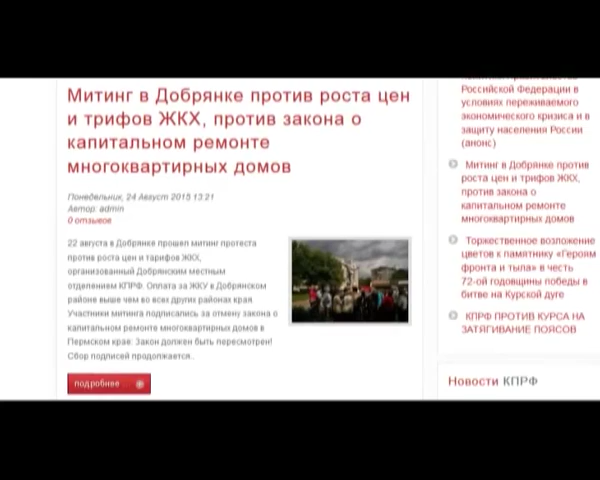 Митинг в Добрянке против роста цен
и трифов ЖКХ, против закона о
капитальном ремонте
многоквартирных домов
Понедельник, 24 Август 2015 13:21
Автор: admin
0 отзывов
22 августа в Добрянке прошел митинг протеста
против роста цен и тарифов ЖКХ,
организованный Добрянским местным
отделением КПРФ. Оплата за ЖКУ в Добрянском
районе выше чем во всех других районах края.
Участники митинга подписались за отмену закона о
капитальном ремонте многоквартирных домов в
Пермском крае. Закон должен быть пересмотрен!
Сбор подписей продолжается..
подробнее ...
Российской Федерации в
условиях переживаемого
экономического кризиса и в
защиту населения России
(анонс)
Митинг в Добрянке против
роста цен и трифов ЖКХ,
против закона о
капитальном ремонте
многоквартирных домов
Торжественное возложение
цветов к памятнику «Героям
фронта и тыла» в честь
72-ой годовщины победы в
битве на Курской дуге
КПРФ ПРОТИВ КУРСА НА
ЗАТЯГИВАНИЕ ПОЯСОВ
Новости КПРФ